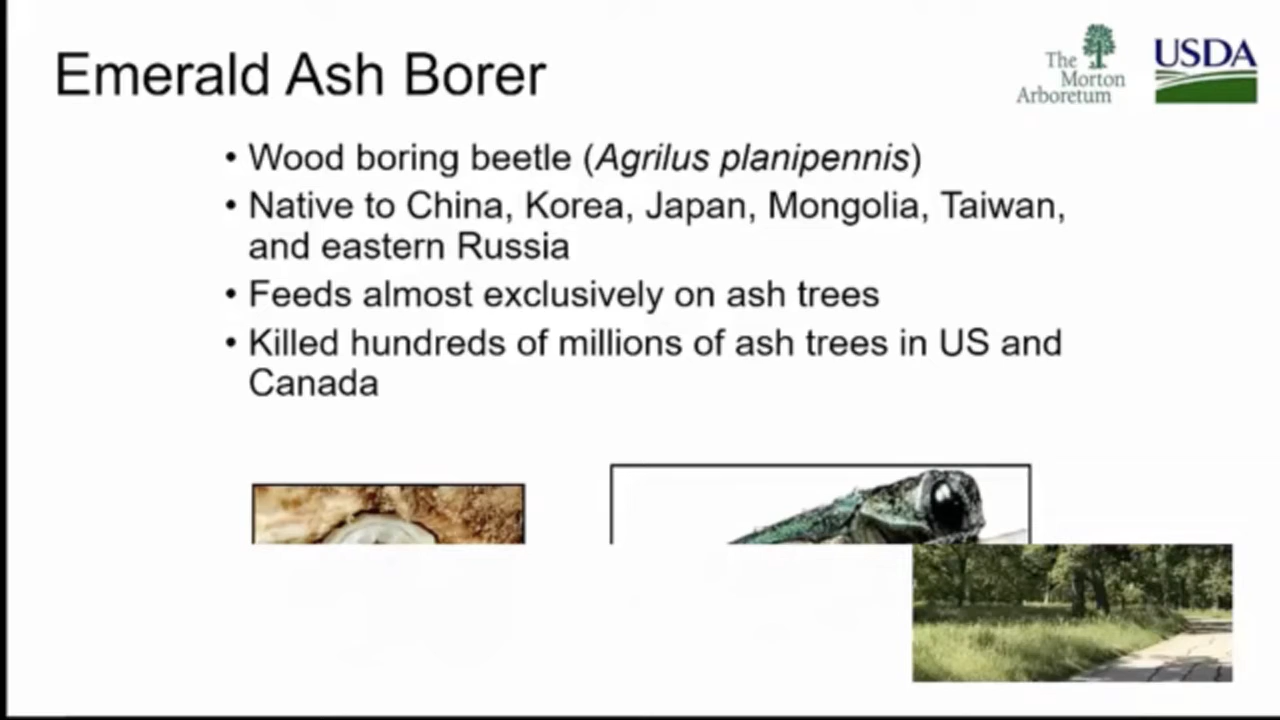 Emerald Ash Borer
The
Morton
Arboretum
USDA
• Wood boring beetle (Agrilus planipennis)
• Native to China, Korea, Japan, Mongolia, Taiwan,
and eastern Russia
• Feeds almost exclusively on ash trees
• Killed hundreds of millions of ash trees in US and
Canada